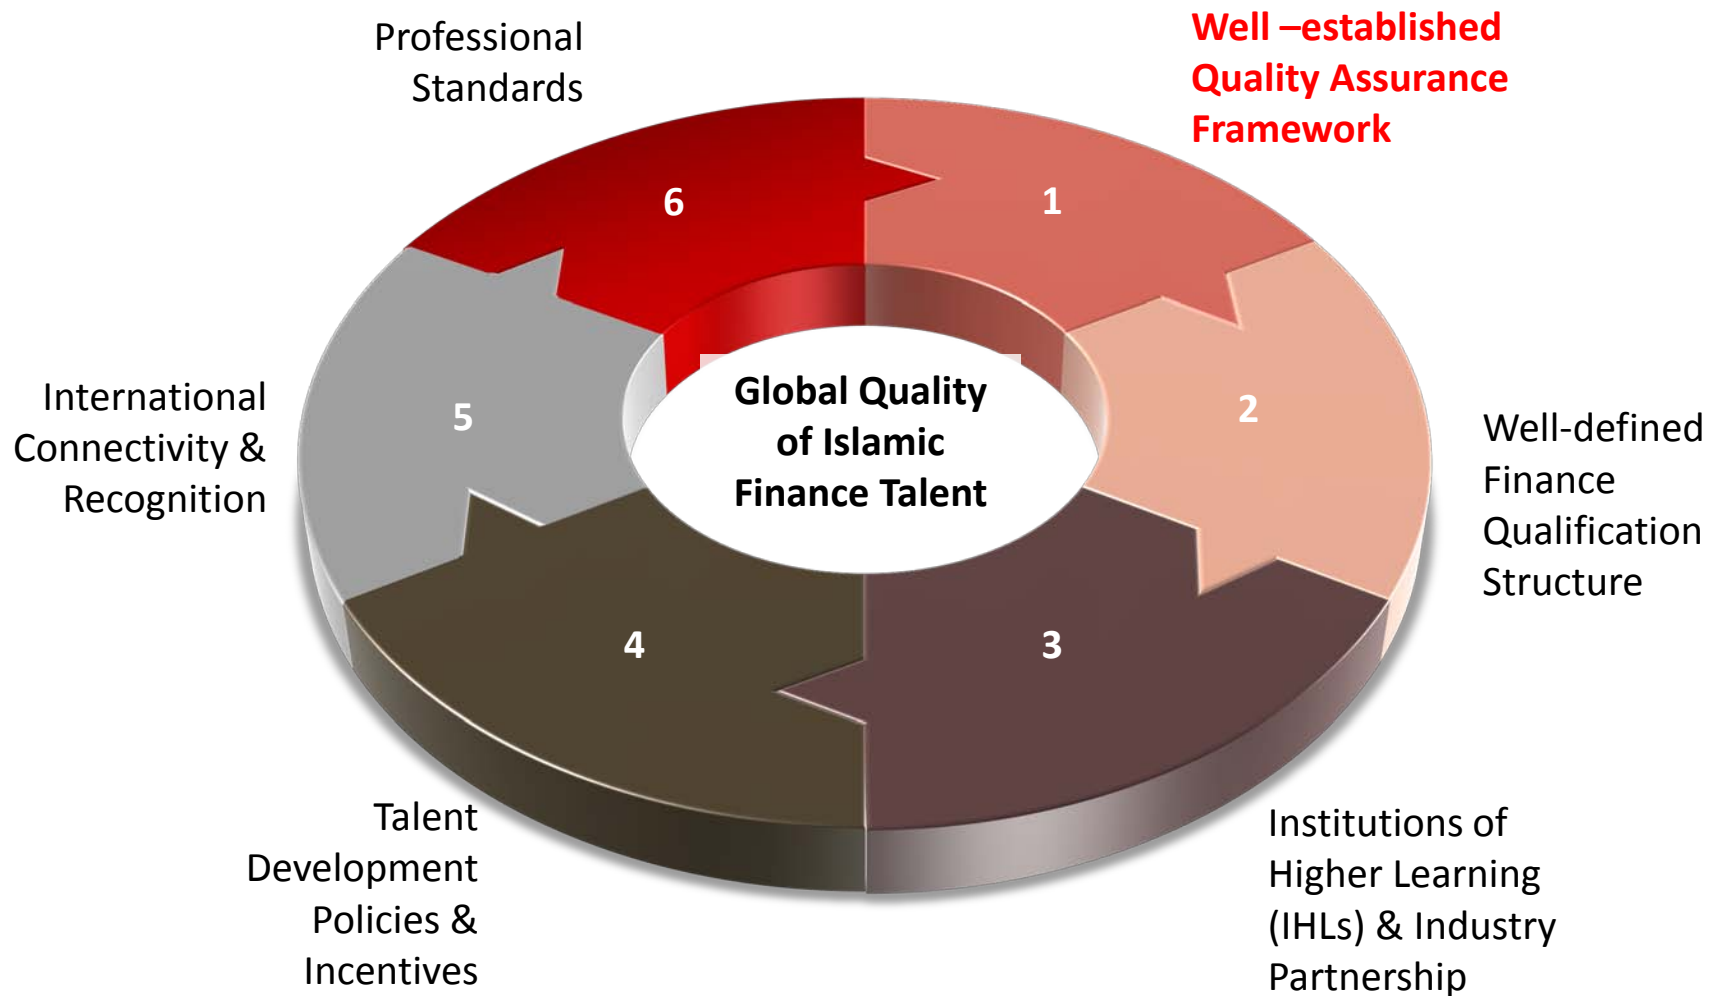 Professional
Standards
Well –established
Quality Assurance
Framework
6
1
International
Connectivity &
Recognition
5
Global Quality
of Islamic
Finance Talent
2
Well-defined
Finance
Qualification
Structure
4
3
Talent
Development
Policies &
Incentives
Institutions of
Higher Learning
(IHLs) & Industry
Partnership